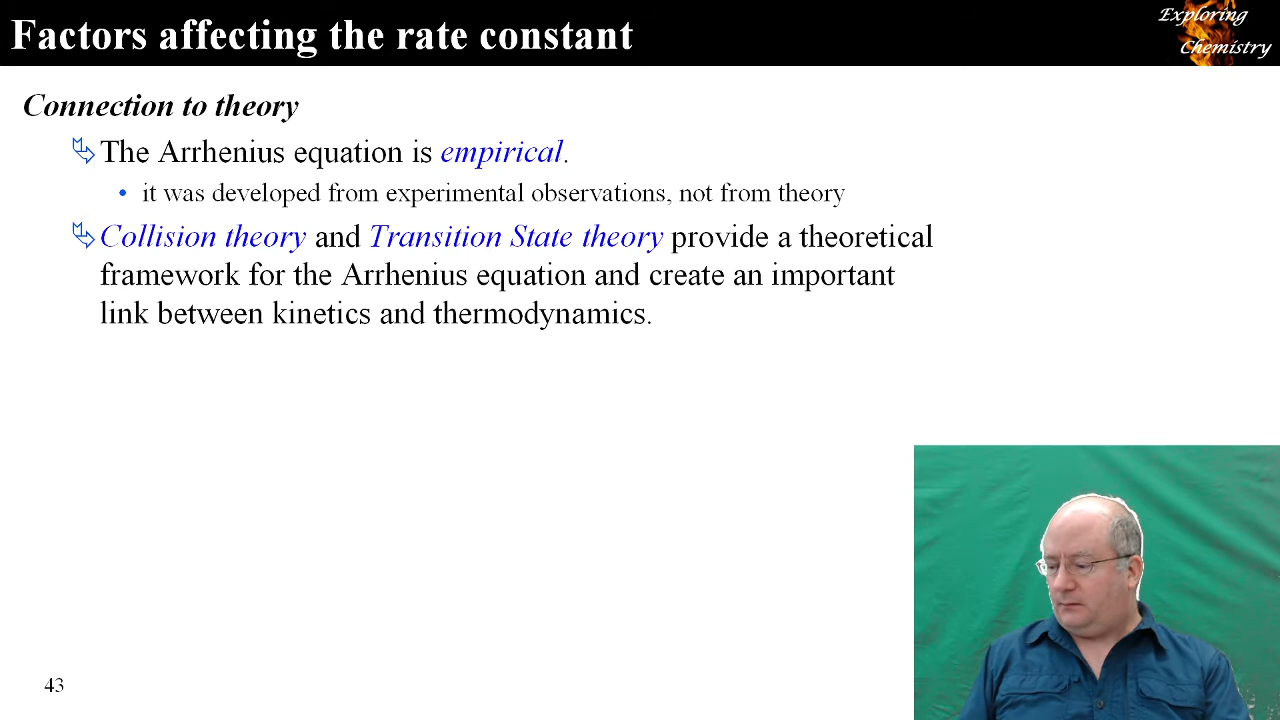 Factors affecting the rate constant
Exploring
Chemistry
Connection to theory
The Arrhenius equation is empirical.
• it was developed from experimental observations, not from theory
Collision theory and Transition State theory provide a theoretical
framework for the Arrhenius equation and create an important
link between kinetics and thermodynamics.
43